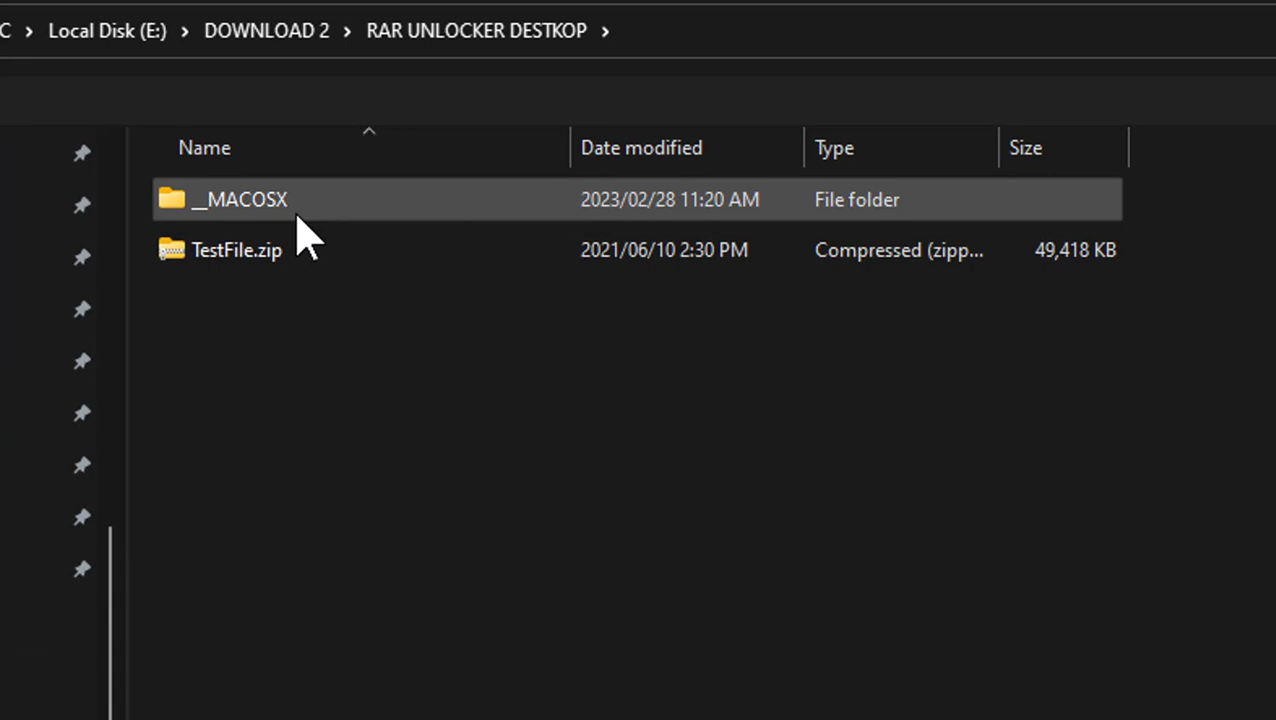 C > Local Disk (E:) > DOWNLOAD 2 > RAR UNLOCKER DESTKOP >
Name Date modified Type Size
__MACOSX 2023/02/28 11:20 AM File folder
TestFile.zip 2021/06/10 2:30 PM Compressed (zipp... 49,418 KB